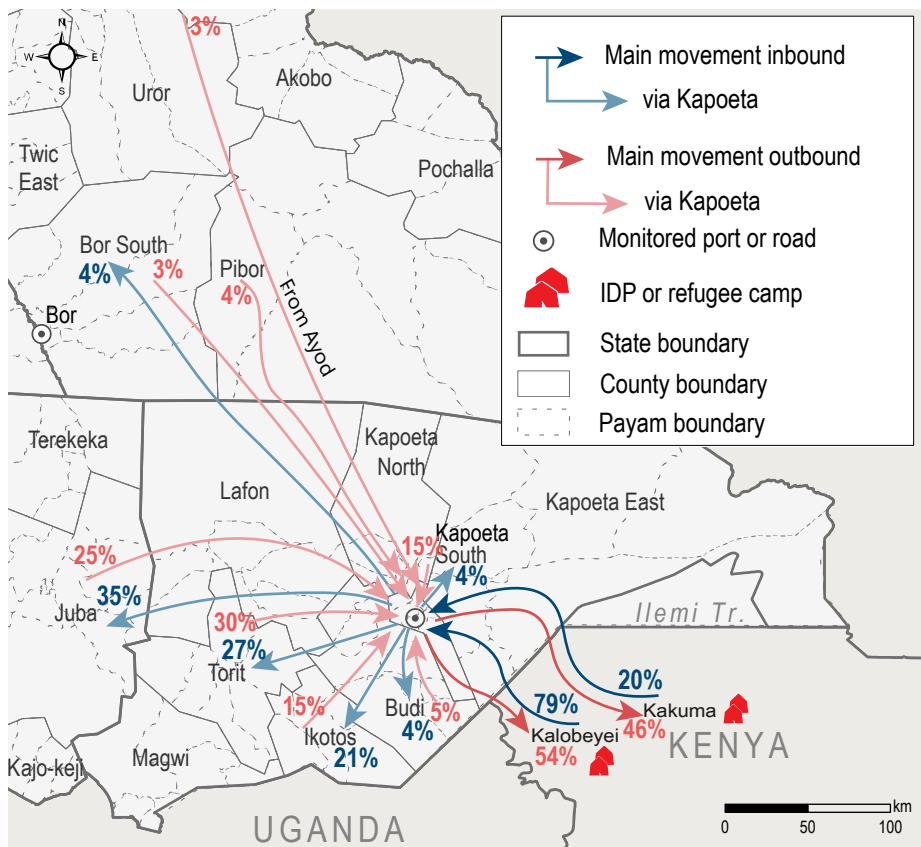 N
W
E
S
3%
Akobo
Uror
Twic
East
Pochalla
Bor South
4%
3%
Pibor
4%
Bor
From Ayod
Main movement inbound
via Kapoeta
Main movement outbound
via Kapoeta
Monitored port or road
IDP or refugee camp
State boundary
County boundary
Payam boundary
Terekeka
Lafon
Kapoeta
North
Kapoeta East
Kapoeta
South
15%
4%
25%
35%
Juba
30%
27%
Torit
Ilemi Tr.
15%
Ikotos
21%
Budi
4%
5%
79%
20%
Kalobeyei
54%
Kakuma
46%
KENYA
Magwi
Kajo-keji
UGANDA
km
0
50
100